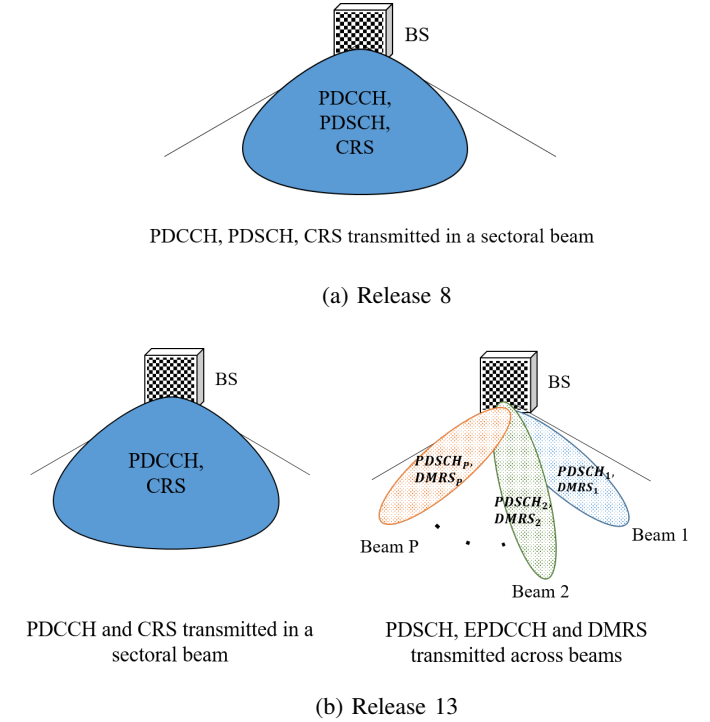 BS
PDCCH,
PDSCH,
CRS
PDCCH, PDSCH, CRS transmitted in a sectoral beam
(a) Release 8
BS
PDCCH,
CRS
PDCCH and CRS transmitted in a
sectoral beam
BS
PDSCH_P,
DMRS_P
PDSCH_2,
DMRS_2
PDSCH_1,
DMRS_1
Beam P
Beam 2
Beam 1
PDSCH, EPDCCH and DMRS
transmitted across beams
(b) Release 13